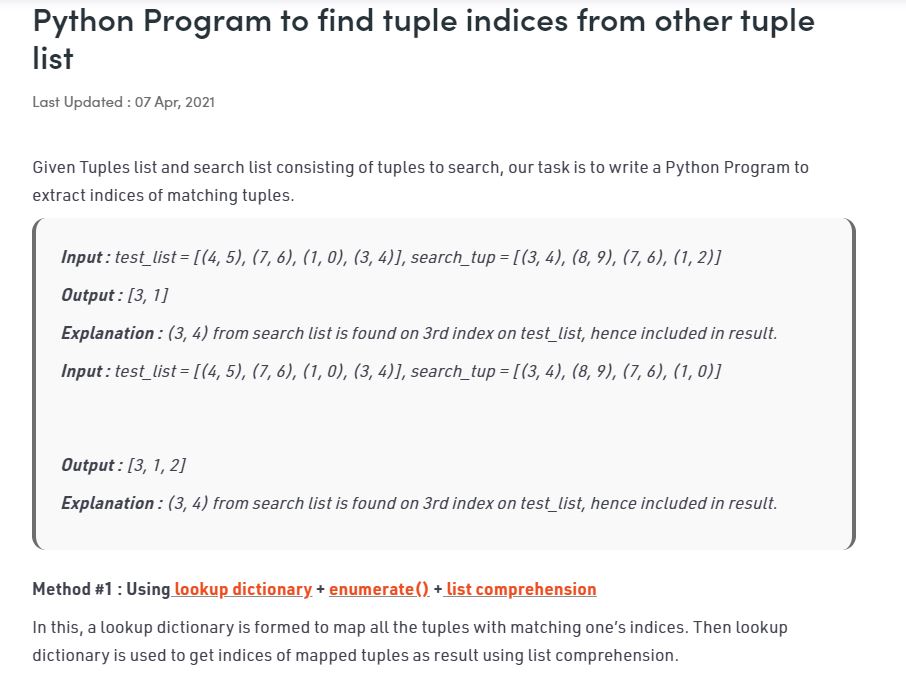 Python Program to find tuple indices from other tuple
list
Last Updated : 07 Apr, 2021
Given Tuples list and search list consisting of tuples to search, our task is to write a Python Program to
extract indices of matching tuples.
Input : test_list = [(4, 5), (7, 6), (1, 0), (3, 4)], search_tup = [(3, 4), (8, 9), (7, 6), (1, 2)]
Output : [3, 1]
Explanation : (3, 4) from search list is found on 3rd index on test_list, hence included in result.
Input : test_list = [(4, 5), (7, 6), (1, 0), (3, 4)], search_tup = [(3, 4), (8, 9), (7, 6), (1, 0)]
Output : [3, 1, 2]
Explanation : (3, 4) from search list is found on 3rd index on test_list, hence included in result.
Method #1 : Using lookup dictionary + enumerate() + list comprehension
In this, a lookup dictionary is formed to map all the tuples with matching one’s indices. Then lookup
dictionary is used to get indices of mapped tuples as result using list comprehension.